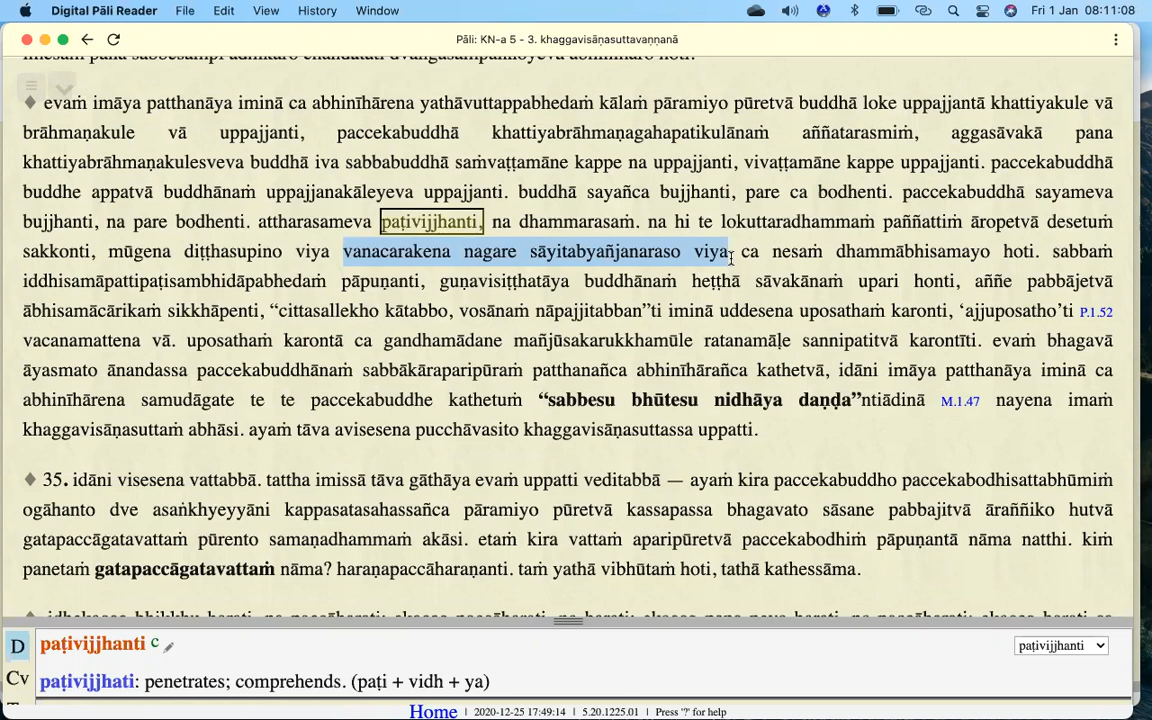 Digital Pāli Reader File Edit View History Window Fri 1 Jan 08:11:08
Pāli: KN-a 5 - 3. khaggavisāṇasuttavaṇṇanā
♦ evaṁ imāya patthanāya iminā ca abhinīhārena yathāvuttappabhedaṁ kālaṁ pāramiyo pūretvā buddhā loke uppajjantā khattiyakule vā
brāhmaṇakule vā uppajjanti, paccekabuddhā khattiyabrāhmaṇagahapatikulānaṁ aññatarasmiṁ, aggasāvakā pana
khattiyabrāhmaṇakulesveva buddhā iva sabbabuddhā saṁvaṭṭamāne kappe na uppajjanti, vivaṭṭamāne kappe uppajjanti. paccekabuddhā
buddhe appatvā buddhānaṁ uppajjanakāleyeva uppajjanti. buddhā sayañca bujjhanti, pare ca bodhenti. paccekabuddhā sayameva
bujjhanti, na pare bodhenti. attharasameva paṭivijjhanti, na dhammarasaṁ. na hi te lokuttaradhammaṁ paññattiṁ āropetvā desetuṁ
sakkonti, mūgena diṭṭhasupino viya vanacarakena nagare sāyitabyañjanaraso viya ca nesaṁ dhammābhisamayo hoti. sabbaṁ
iddhisamāpattipaṭisambhidāpabhedaṁ pāpuṇanti, guṇavisiṭṭhatāya buddhānaṁ heṭṭhā sāvakānaṁ upari honti, aññe pabbājetvā
ābhisamācārikaṁ sikkhāpenti, “cittasallekho kātabbo, vosānaṁ nāpajjitabban”ti iminā uddesena uposathaṁ karonti, ‘ajjuposatho’ti P.1.52
vacanamattena vā. uposathaṁ karontā ca gandhamādane mañjūsakarukkhamūle ratanamāḷe sannipatitvā karontīti. evaṁ bhagavā
āyasmato ānandassa paccekabuddhānaṁ sabbākāraparipūraṁ patthanañca abhinīhārañca kathetvā, idāni imāya patthanāya iminā ca
abhinīhārena samudāgate te te paccekabuddhe kathetuṁ “sabbesu bhūtesu nidhāya daṇḍa”ntiādinā M.1.47 nayena imaṁ
khaggavisāṇasuttaṁ abhāsi. ayaṁ tāva avisesena pucchāvasito khaggavisāṇasuttassa uppatti.
♦ 35. idāni visesena vattabbā. tattha imissā tāva gāthāya evaṁ uppatti veditabbā — ayaṁ kira paccekabuddho paccekabodhisattabhūmiṁ
ogāhanto dve asaṅkhyeyyāni kappasatasahassañca pāramiyo pūretvā kassapassa bhagavato sāsane pabbajitvā āraññiko hutvā
gatapaccāgatavattaṁ pūrento samaṇadhammaṁ akāsi. etaṁ kira vattaṁ aparipūretvā paccekabodhiṁ pāpuṇantā nāma natthi. kiṁ
panetaṁ gatapaccāgatavattaṁ nāma? haraṇapaccāharaṇanti. taṁ yathā vibhūtaṁ hoti, tathā kathessāma.
D paṭivijjhanti c paṭivijjhanti
Cv paṭivijjhati: penetrates; comprehends. (paṭi + vidh + ya)
Home | 2020-12-25 17:49:14 | 5.20.1225.01 | Press '?' for help